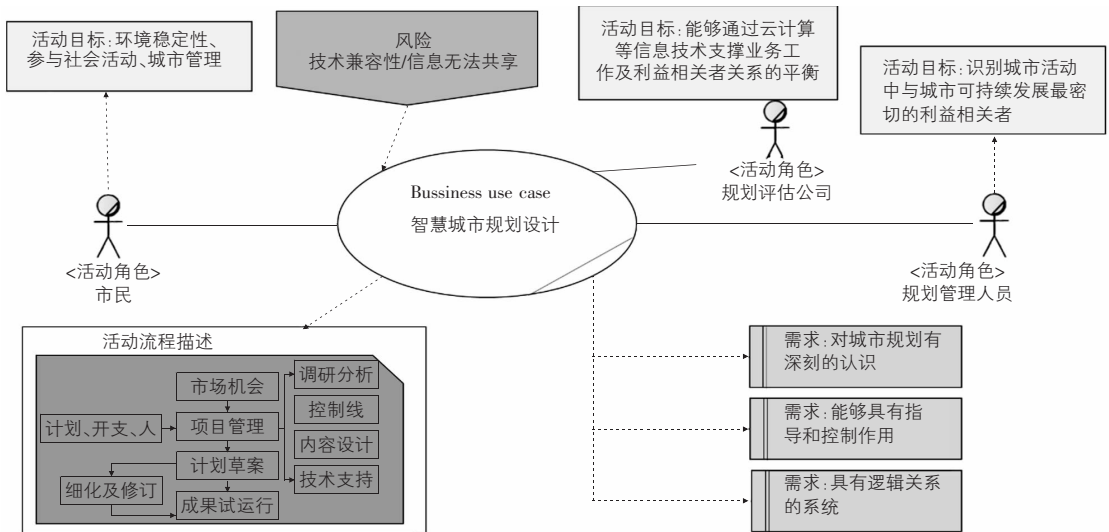 活动目标:环境稳定性、
参与社会活动、城市管理
风险
技术兼容性/信息无法共享
活动目标:能够通过云计算
等信息技术支撑业务工
作及利益相关者关系的平衡
活动目标:识别城市活动
中与城市可持续发展最密
切的利益相关者
<活动角色>
规划评估公司
Bussiness use case
智慧城市规划设计
<活动角色>
市民
<活动角色>
规划管理人员
活动流程描述
市场机会
调研分析
计划、开支、人
项目管理
控制线
内容设计
计划草案
技术支持
细化及修订
成果试运行
需求:对城市规划有
深刻的认识
需求:能够具有指
导和控制作用
需求:具有逻辑关系
的系统